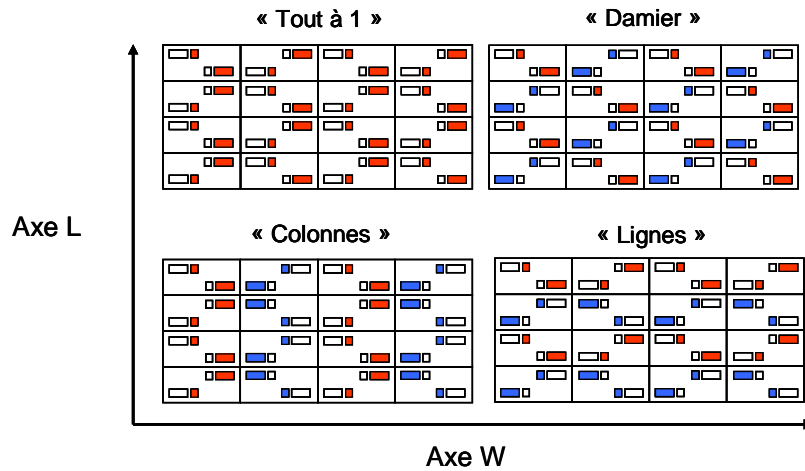 « Tout à 1 »
« Damier »
Axe L
« Colonnes »
« Lignes »
Axe W